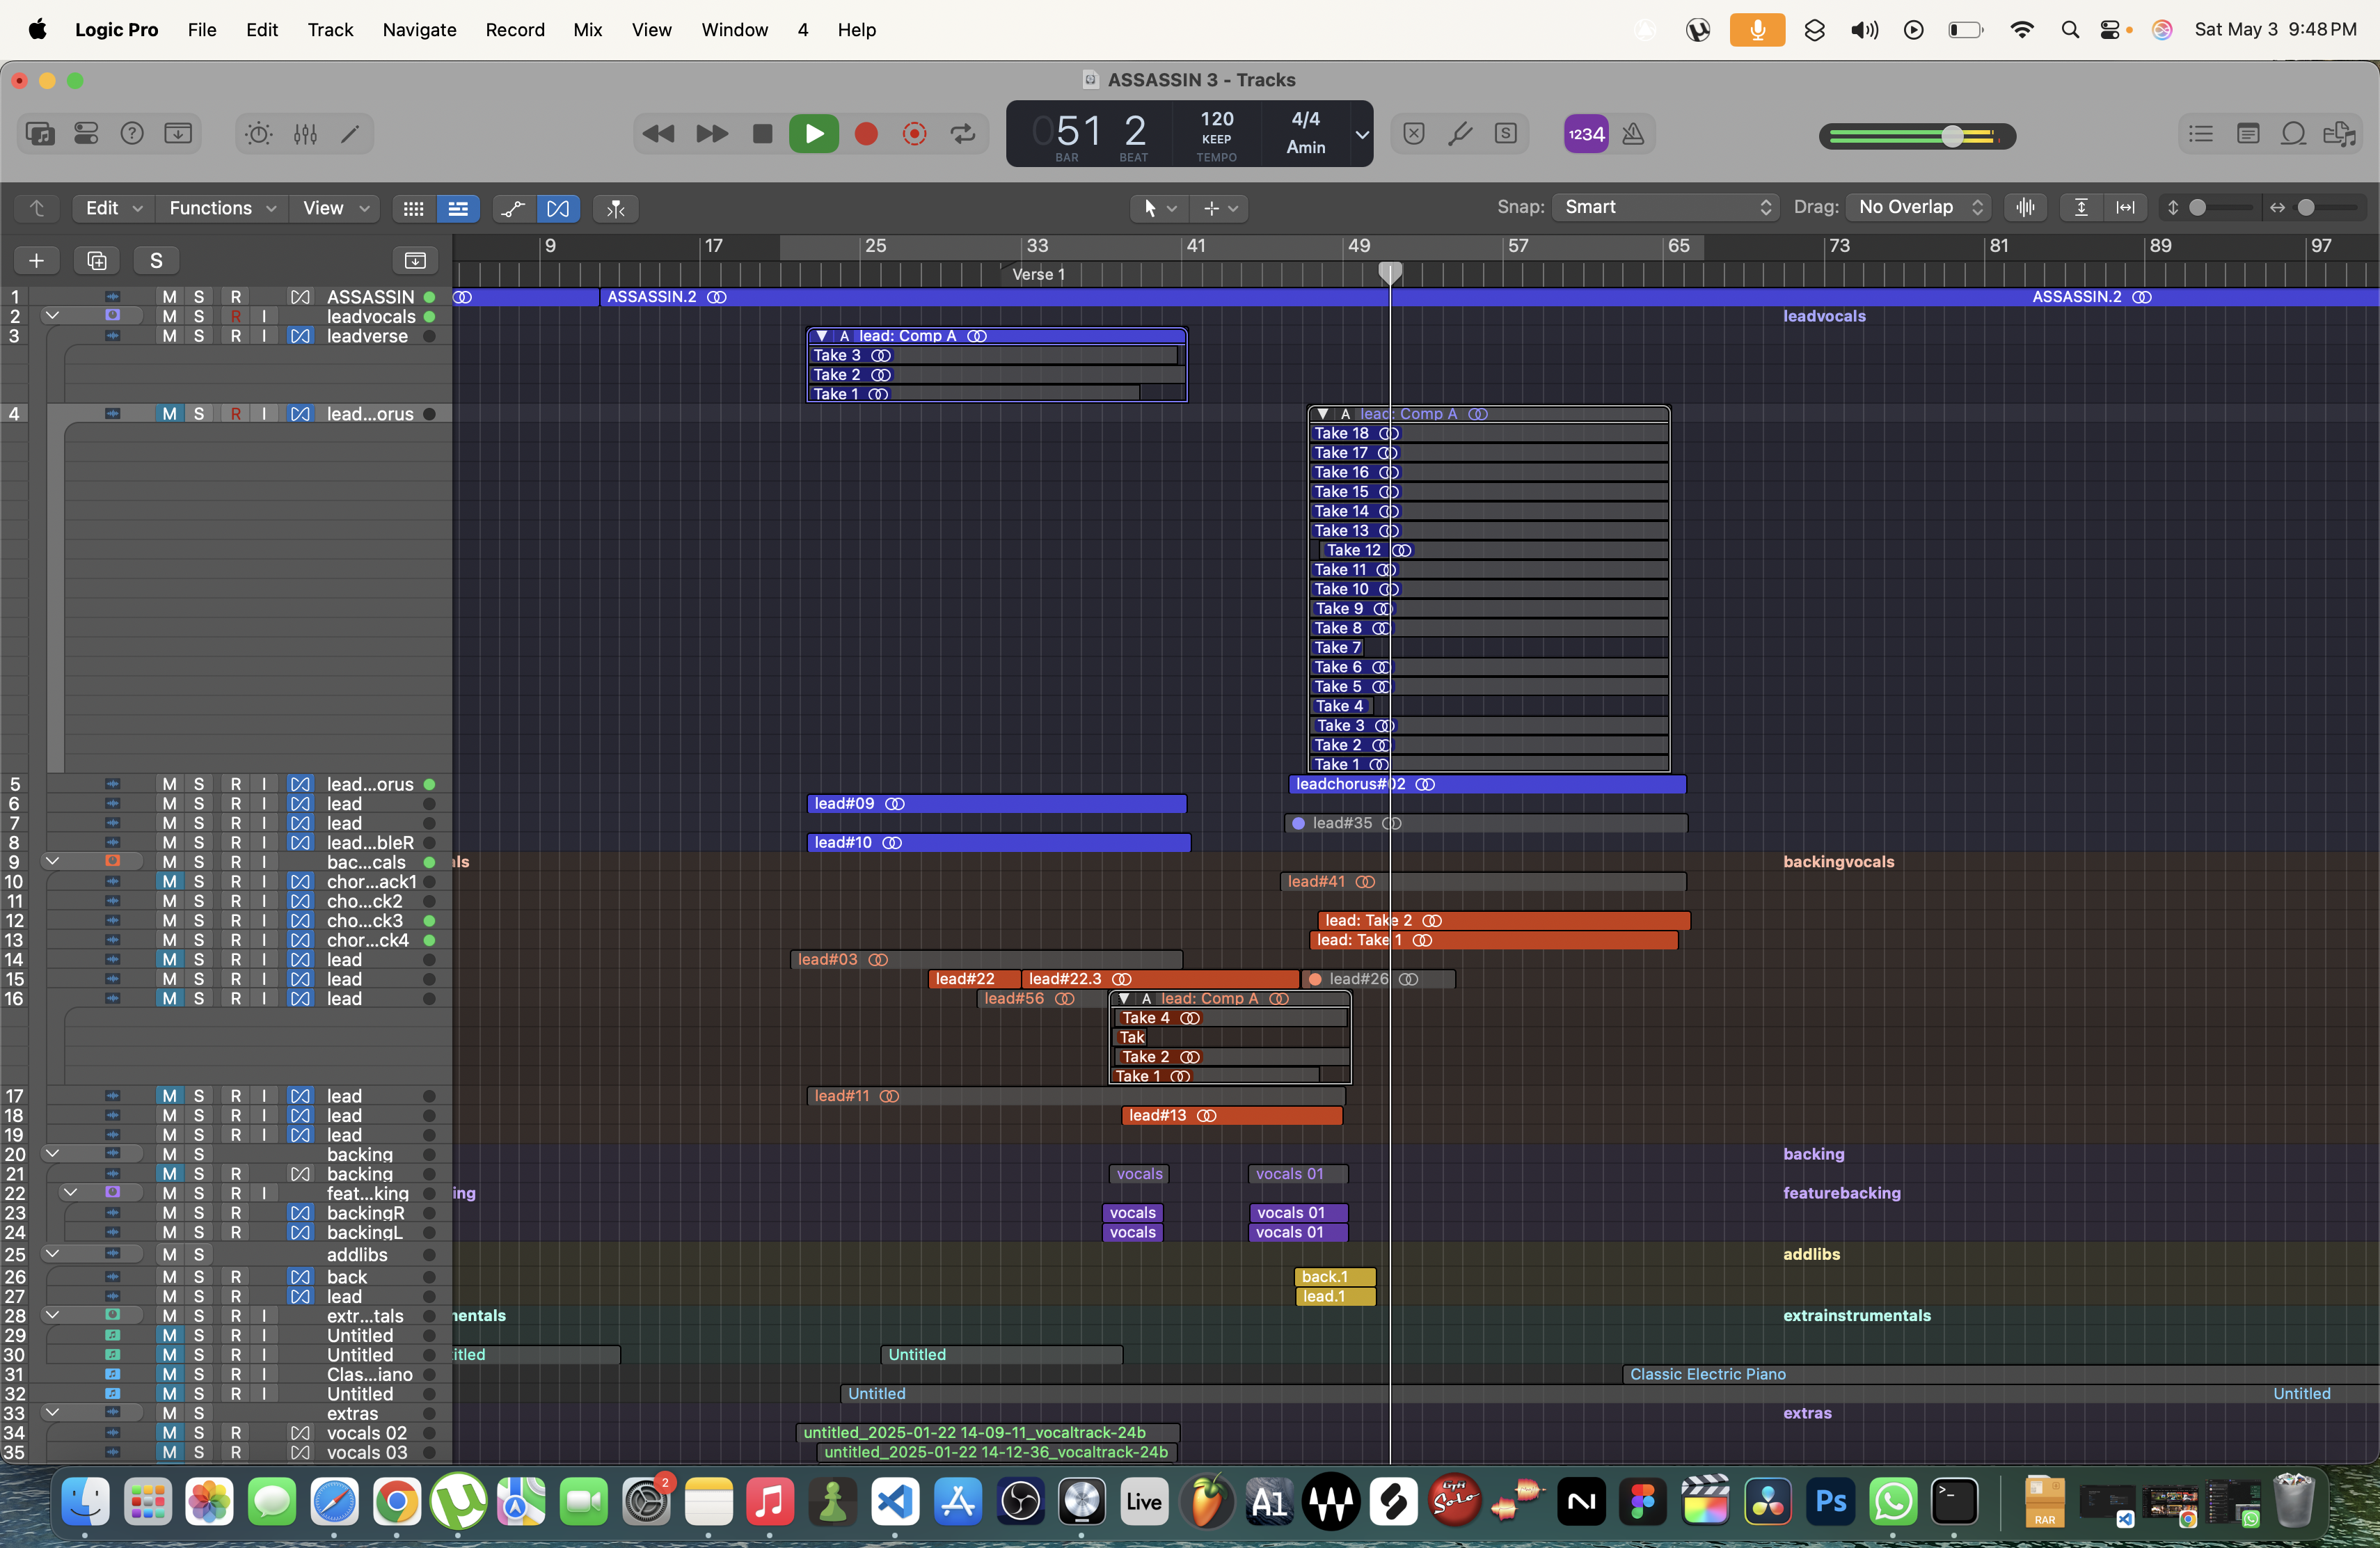 Logic Pro File Edit Track Navigate Record Mix View Window 4 Help Sat May 3 9:48 PM
ASSASSIN 3 - Tracks
051 2 120 4/4
KEEP Amin
BAR BEAT TEMPO
S 1234
Edit Functions View Snap: Smart Drag: No Overlap
S 9 17 25 33 41 49 57 65 73 81 89 97
Verse 1
1 M S R ASSASSIN ASSASSIN.2 ASSASSIN.2
2 M S R I leadvocals leadvocals
3 M S R I leadverse A lead: Comp A
Take 3
Take 2
Take 1
4 M S R I lead...orus A lead: Comp A
Take 18
Take 17
Take 16
Take 15
Take 14
Take 13
Take 12
Take 11
Take 10
Take 9
Take 8
Take 7
Take 6
Take 5
Take 4
Take 3
Take 2
Take 1
5 M S R I lead...orus leadchorus#02
6 M S R I lead lead#09
7 M S R I lead lead#35
8 M S R I lead...bleR lead#10
9 M S R I bac...cals ls backingvocals
10 M S R I chor...ack1 lead#41
11 M S R I cho...ck2
12 M S R I cho...ck3 lead: Take 2
13 M S R I chor...ck4 lead: Take 1
14 M S R I lead lead#03
15 M S R I lead lead#22 lead#22.3 lead#26
16 M S R I lead lead#56 A lead: Comp A
Take 4
Tak
Take 2
Take 1
17 M S R I lead lead#11
18 M S R I lead lead#13
19 M S R I lead
20 M S backing backing
21 M S R backing vocals vocals 01
22 M S R I feat...king ing featurebacking
23 M S R backingR vocals vocals 01
24 M S R backingL vocals vocals 01
25 M S addlibs addlibs
26 M S R back back.1
27 M S R lead lead.1
28 M S R I extr...tals nentals extrainstrumentals
29 M S R I Untitled
30 M S R I Untitled itled Untitled
31 M S R I Clas...iano Classic Electric Piano
32 M S R I Untitled Untitled Untitled
33 M S extras extras
34 M S R vocals 02 untitled_2025-01-22 14-09-11_vocaltrack-24b
35 M S R vocals 03 untitled_2025-01-22 14-12-36_vocaltrack-24b
2 Live A1 Solo Ps RAR